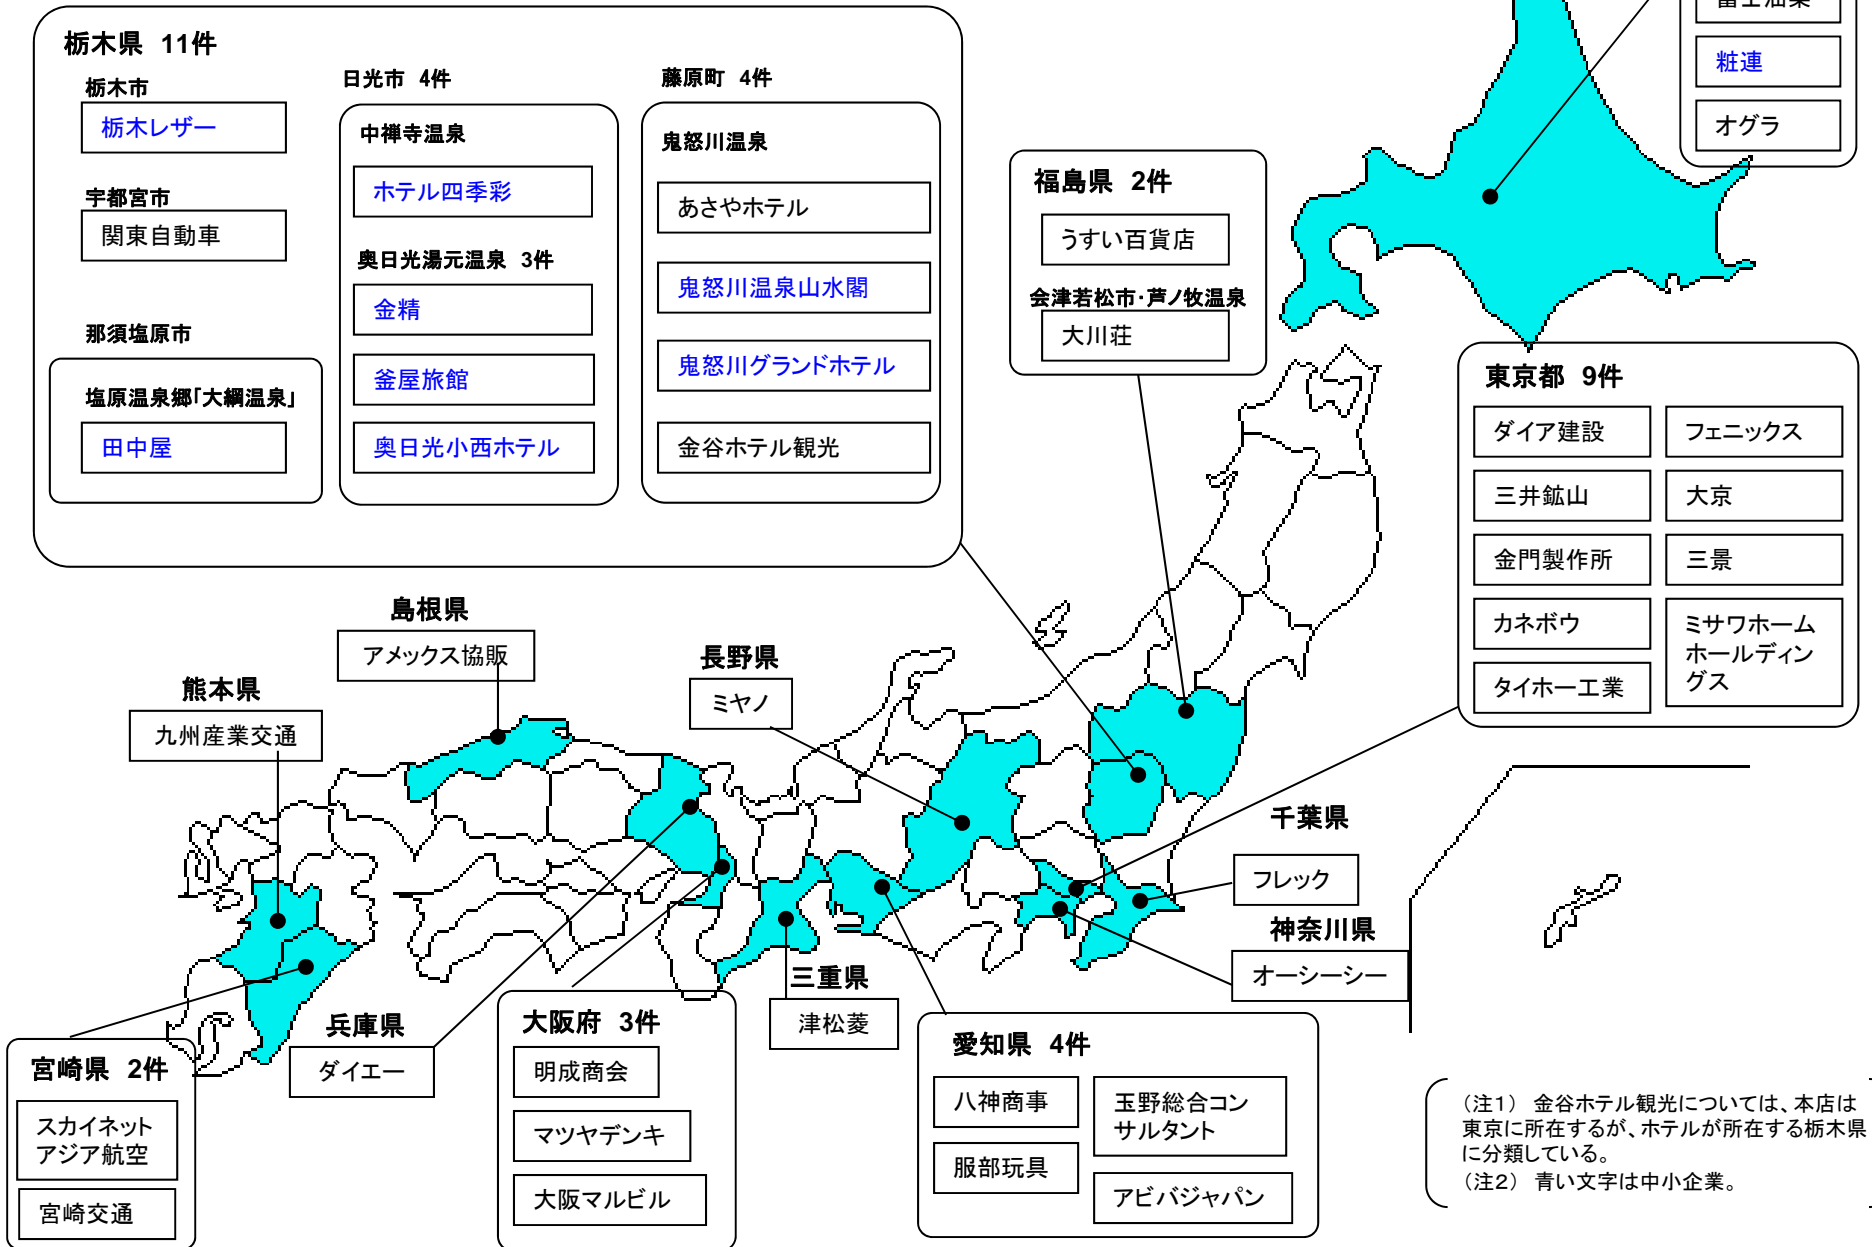 栃木県 11件
栃木市
栃木レザー
宇都宮市
関東自動車
那須塩原市
塩原温泉郷「大綱温泉」
田中屋
日光市 4件
中禅寺温泉
ホテル四季彩
奥日光湯元温泉 3件
金精
釜屋旅館
奥日光小西ホテル
藤原町 4件
鬼怒川温泉
あさやホテル
鬼怒川温泉山水閣
鬼怒川グランドホテル
金谷ホテル観光
福島県 2件
うすい百貨店
会津若松市・芦ノ牧温泉
大川荘
粧連
オグラ
東京都 9件
ダイア建設
フェニックス
三井鉱山
大京
金門製作所
三景
カネボウ
ミサワホーム
ホールディン
グス
タイホー工業
島根県
アメックス協販
長野県
ミヤノ
熊本県
九州産業交通
千葉県
フレック
神奈川県
オーシーシー
三重県
津松菱
兵庫県
ダイエー
宮崎県 2件
スカイネット
アジア航空
宮崎交通
大阪府 3件
明成商会
マツヤデンキ
大阪マルビル
愛知県 4件
八神商事
玉野総合コン
サルタント
服部玩具
アビバジャパン
（注1） 金谷ホテル観光については、本店は
東京に所在するが、ホテルが所在する栃木県
に分類している。
（注2） 青い文字は中小企業。